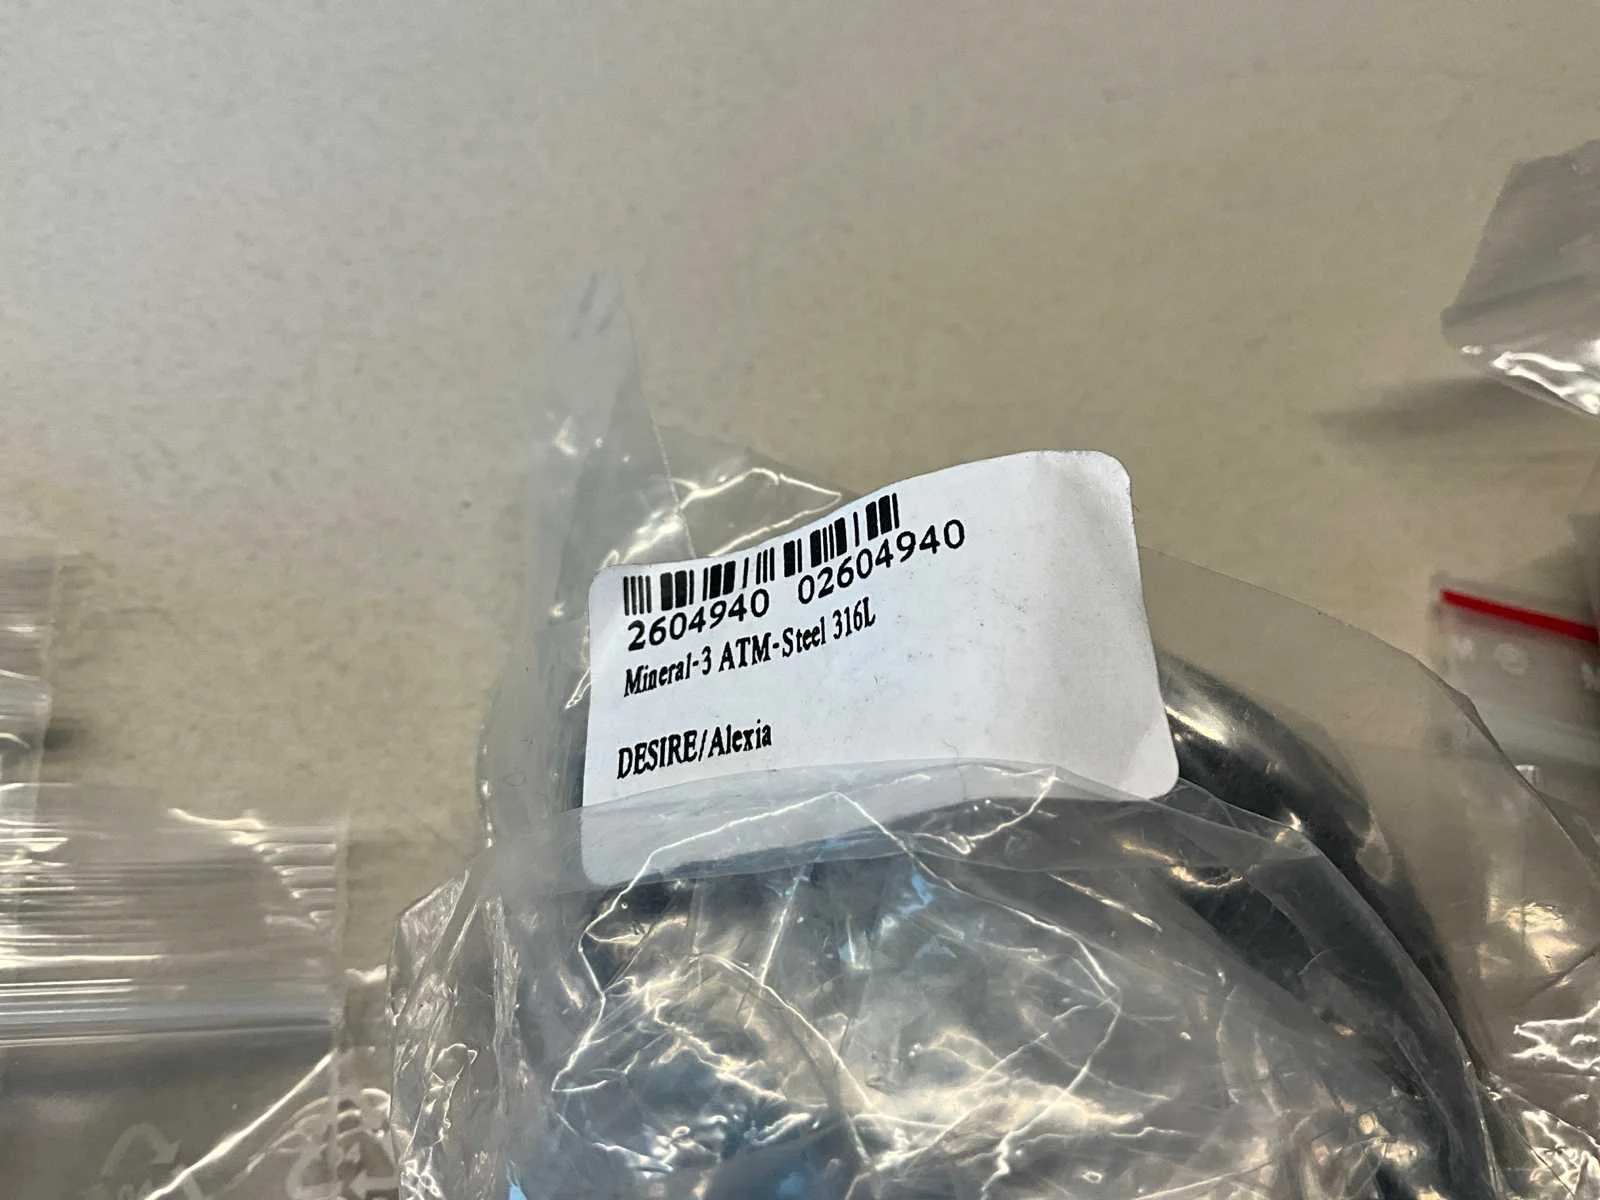 2604940 02604940
Mineral-3 ATM-Steel 316L
DESIRE/Alexia